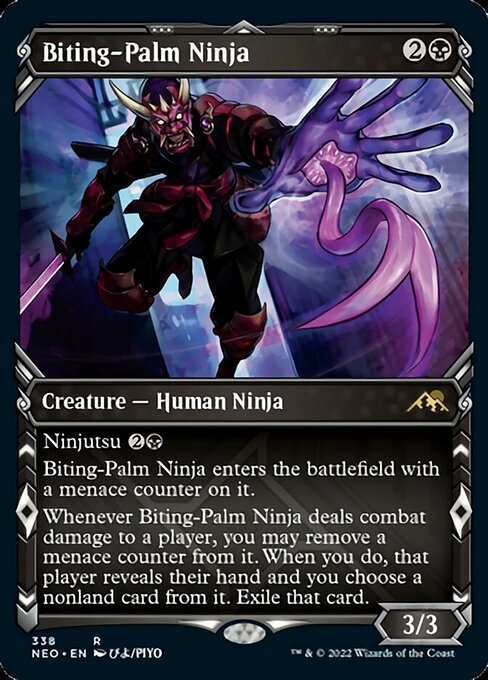 Biting-Palm Ninja 2
Creature — Human Ninja
Ninjutsu 2
Biting-Palm Ninja enters the battlefield with
a menace counter on it.
Whenever Biting-Palm Ninja deals combat
damage to a player, you may remove a
menace counter from it. When you do, that
player reveals their hand and you choose a
nonland card from it. Exile that card.
3/3
338 R
NEO • EN ぴよ/PIYO
™ & © 2022 Wizards of the Coast